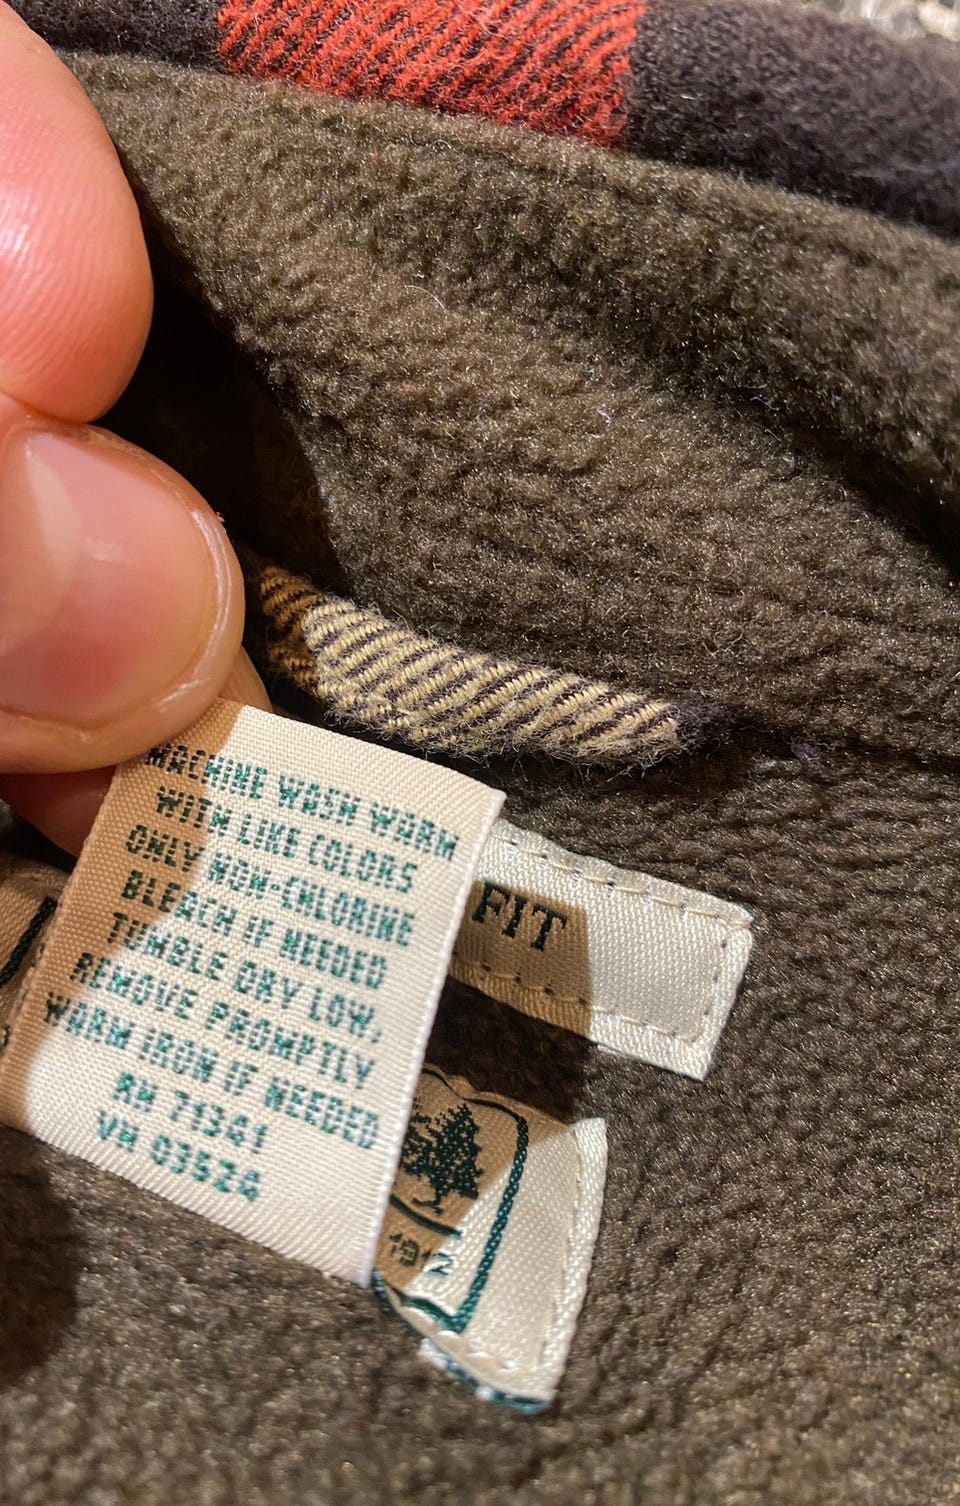 MACHINE WASH WARM
WITH LIKE COLORS
ONLY NON-CHLORINE
BLEACH IF NEEDED
TUMBLE DRY LOW,
REMOVE PROMPTLY
WARM IRON IF NEEDED
RN 71341
VN 03524
FIT
1912